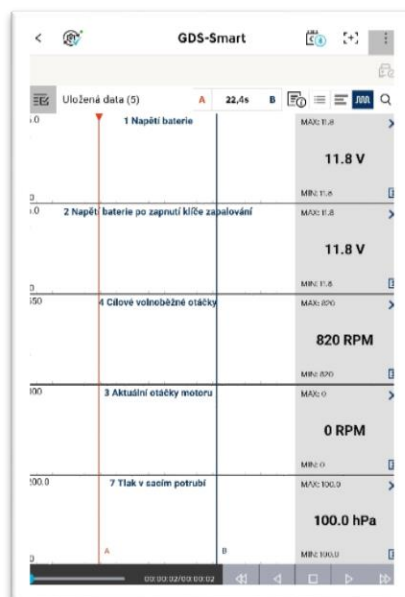 GDS-Smart
Uložená data (5) A 22,4s B
1 Napětí baterie MAX: 11.8
11.8 V
MIN: 11.8
2 Napětí baterie po zapnutí klíče zapalování MAX: 11.8
11.8 V
MIN: 11.8
4 Cílové volnoběžné otáčky MAX: 820
820 RPM
MIN: 820
3 Aktuální otáčky motoru MAX: 0
0 RPM
MIN: 0
7 Tlak v sacím potrubí MAX: 100.0
100.0 hPa
A B MIN: 100.0
00:00:02/00:00:02